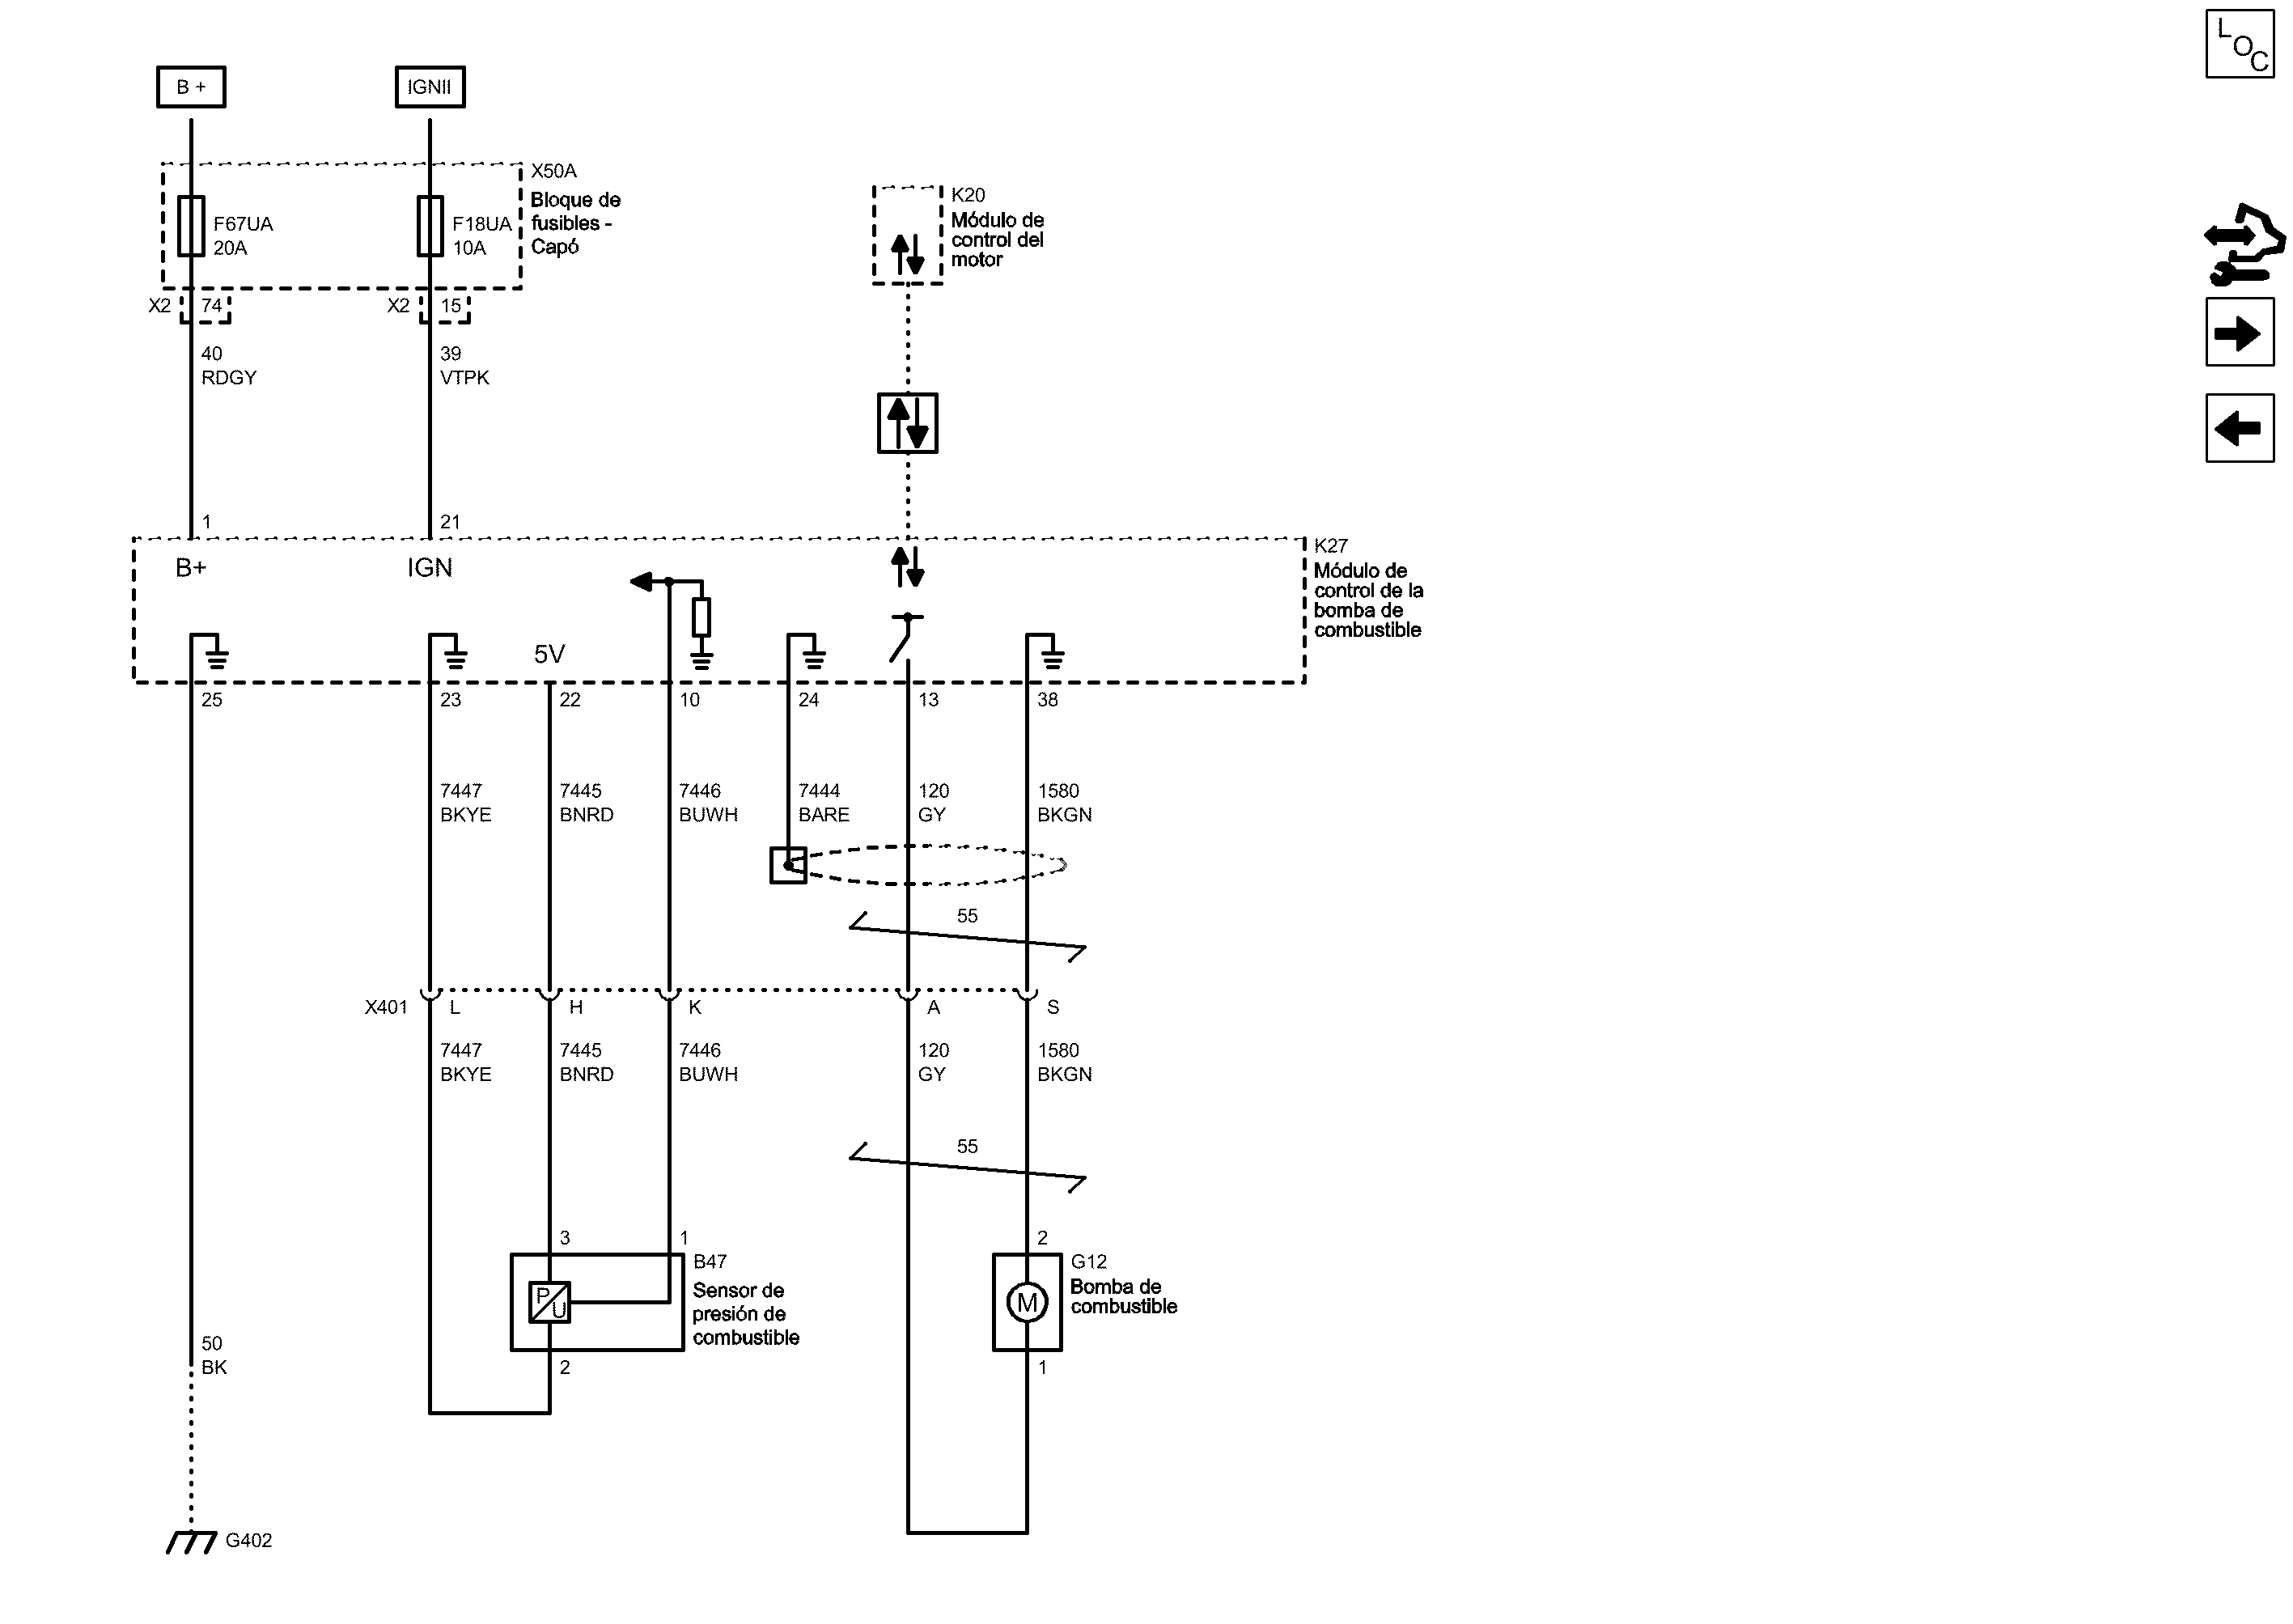 LOC
B +
IGNII
X50A
Bloque de
fusibles -
Capó
F67UA
20A
F18UA
10A
K20
Módulo de
control del
motor
X2
74
X2
15
40
RDGY
39
VTPK
1
21
K27
Módulo de
control de la
bomba de
combustible
B+
IGN
5V
25
23
22
10
24
13
38
7447
BKYE
7445
BNRD
7446
BUWH
7444
BARE
120
GY
1580
BKGN
55
X401
L
H
K
A
S
7447
BKYE
7445
BNRD
7446
BUWH
120
GY
1580
BKGN
55
3
1
B47
Sensor de
presión de
combustible
P
U
2
2
G12
Bomba de
combustible
M
1
50
BK
G402